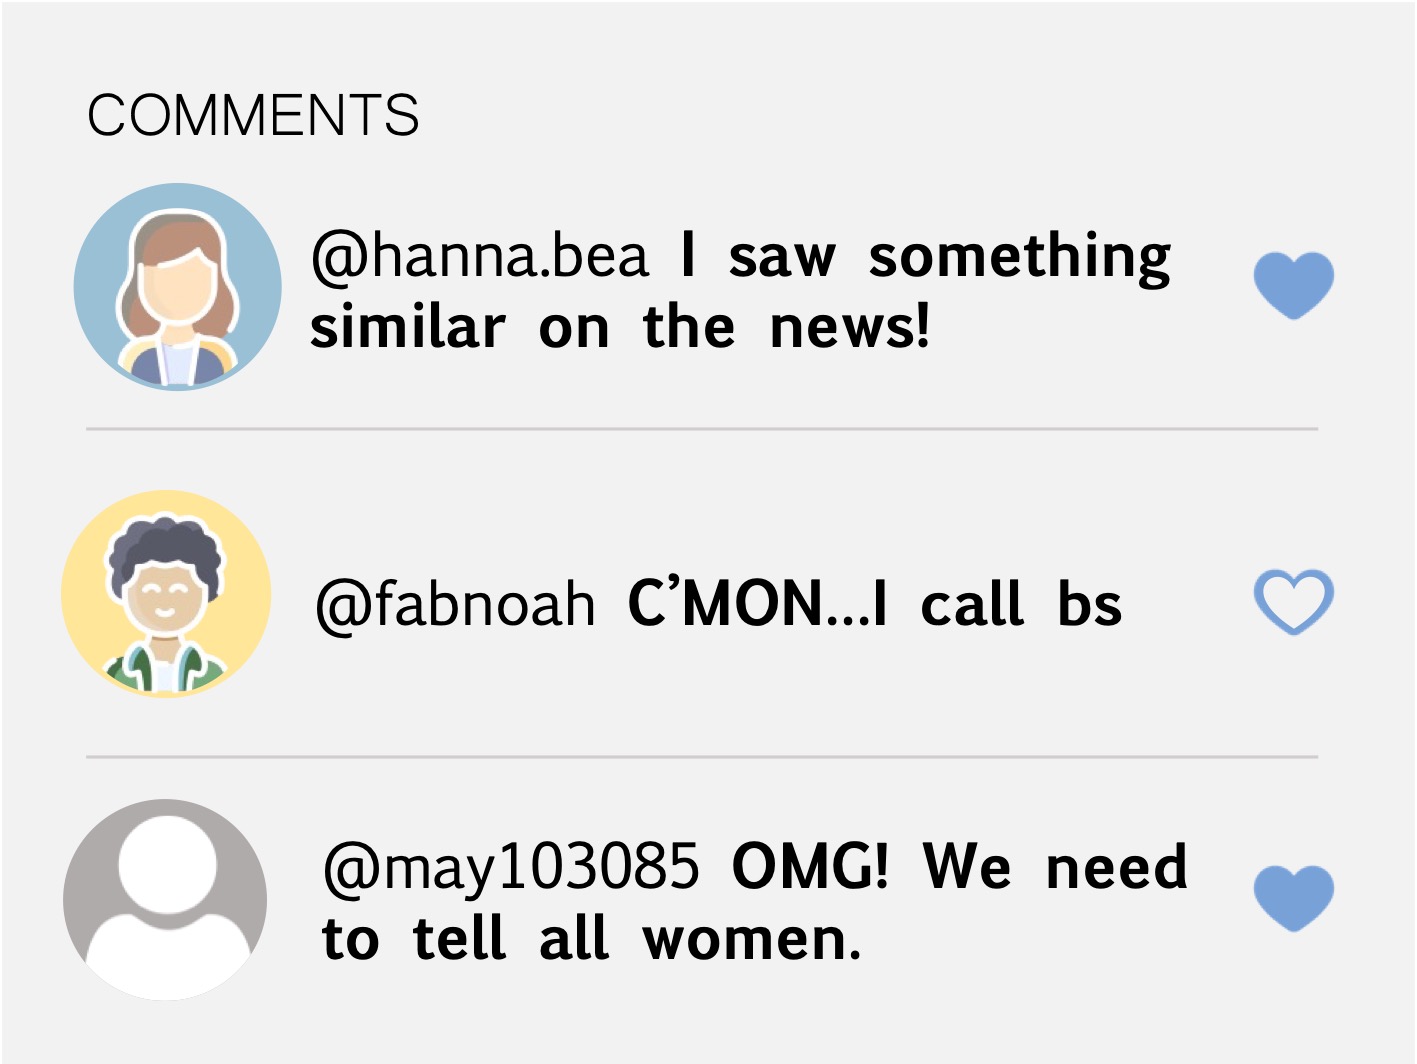 COMMENTS
@hanna.bea I saw something
similar on the news!
@fabnoah C’MON...I call bs
@may103085 OMG! We need
to tell all women.